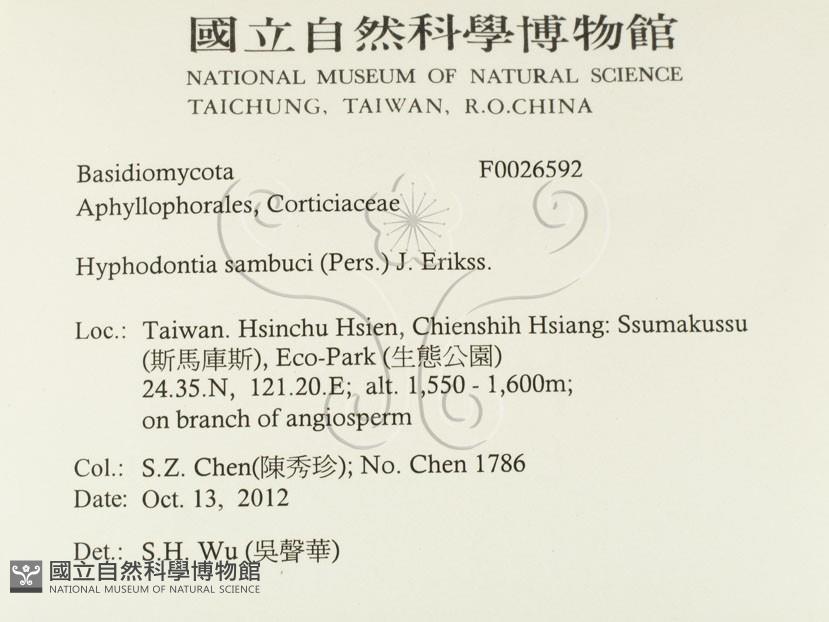 國立自然科學博物館
NATIONAL MUSEUM OF NATURAL SCIENCE
TAICHUNG, TAIWAN, R.O.CHINA
Basidiomycota F0026592
Aphyllophorales, Corticiaceae
Hyphodontia sambuci (Pers.) J. Erikss.
Loc.: Taiwan. Hsinchu Hsien, Chienshih Hsiang: Ssumakussu
(斯馬庫斯), Eco-Park (生態公園)
24.35.N, 121.20.E; alt. 1,550 - 1,600m;
on branch of angiosperm
Col.: S.Z. Chen(陳秀珍); No. Chen 1786
Date: Oct. 13, 2012
Det.: S.H. Wu (吳聲華)
國立自然科學博物館
NATIONAL MUSEUM OF NATURAL SCIENCE